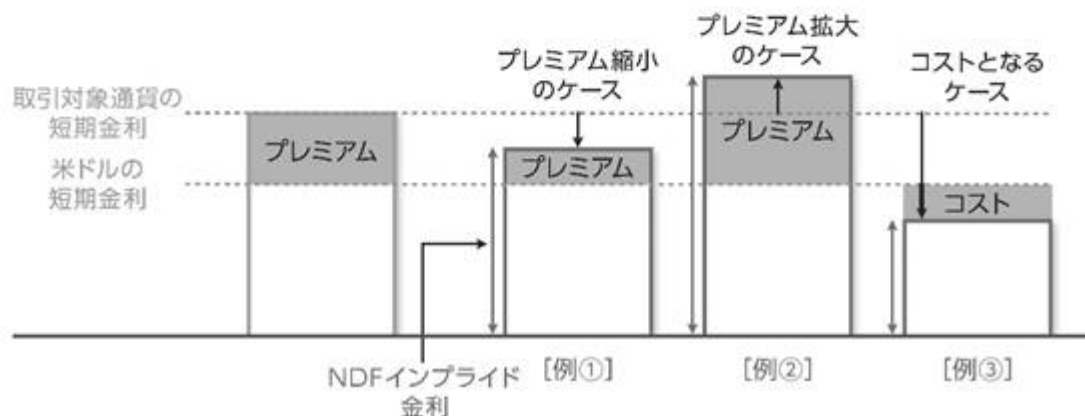 プレミアム縮小
のケース
プレミアム拡大
のケース
コストとなる
ケース
取引対象通貨の
短期金利
米ドルの
短期金利
プレミアム
プレミアム
プレミアム
コスト
NDFインプライド
金利
[例①]
[例②]
[例③]